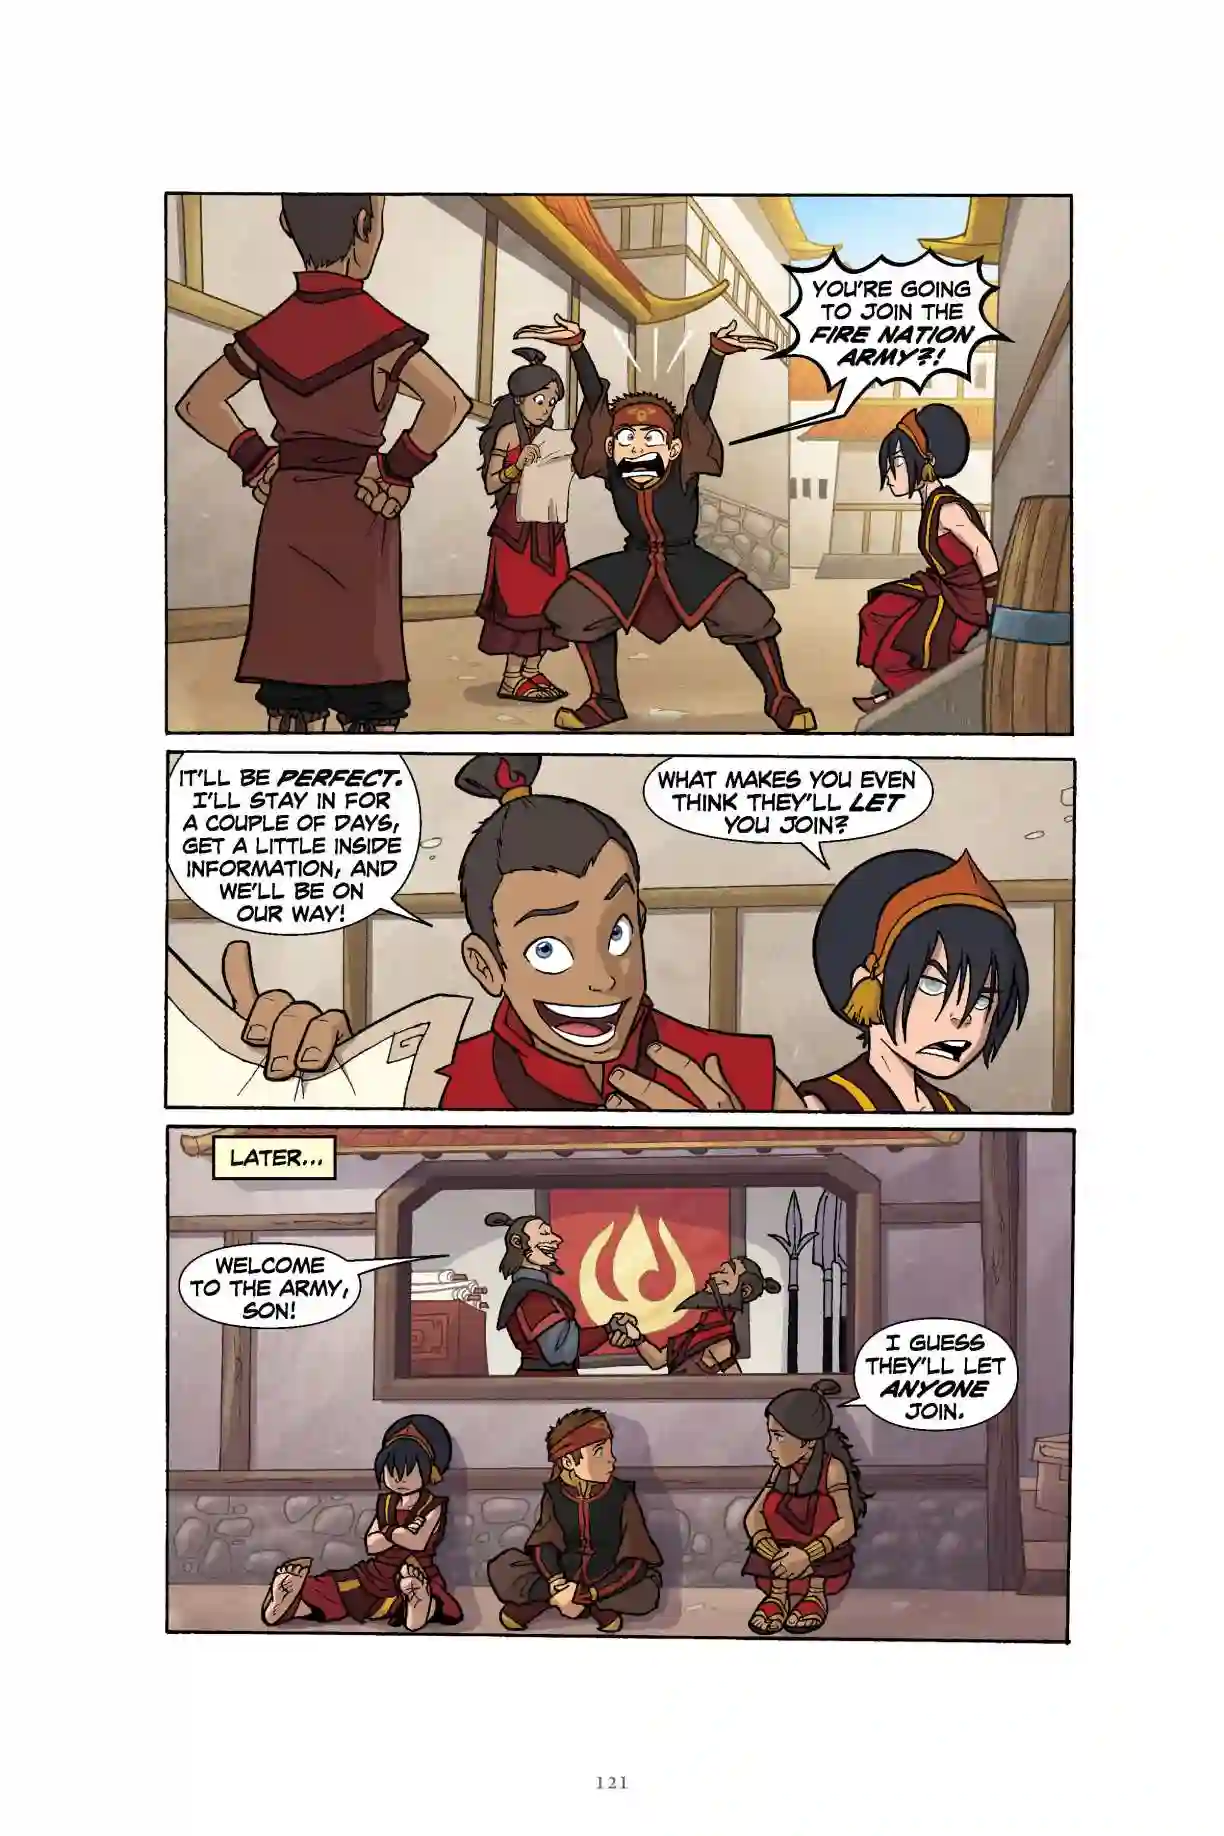 YOU'RE GOING
TO JOIN THE
FIRE NATION
ARMY?!
IT'LL BE PERFECT.
I'LL STAY IN FOR
A COUPLE OF DAYS,
GET A LITTLE INSIDE
INFORMATION, AND
WE'LL BE ON
OUR WAY!
WHAT MAKES YOU EVEN
THINK THEY'LL LET
YOU JOIN?
LATER...
WELCOME
TO THE ARMY,
SON!
I GUESS
THEY'LL LET
ANYONE
JOIN.
121